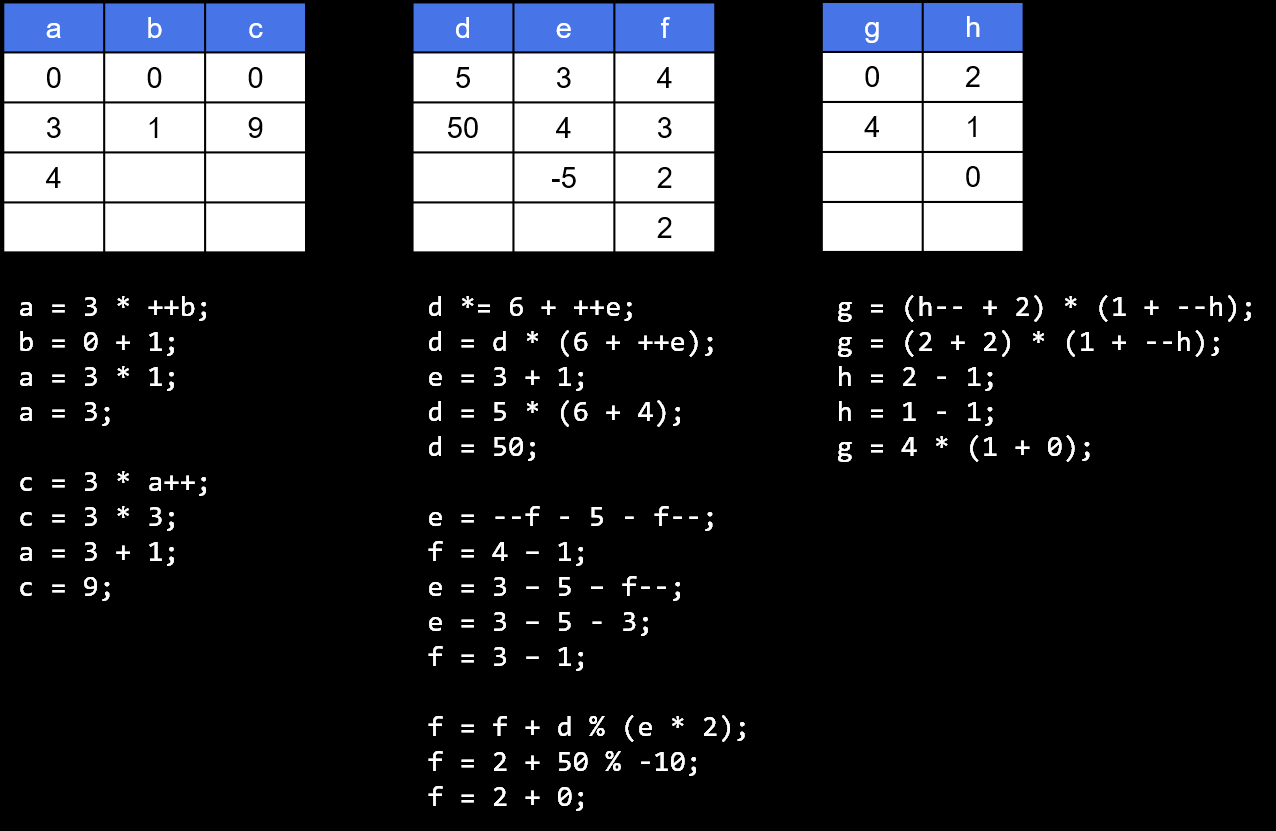 a b c
0 0 0
3 1 9
4
a = 3 * ++b;
b = 0 + 1;
a = 3 * 1;
a = 3;
c = 3 * a++;
c = 3 * 3;
a = 3 + 1;
c = 9;
d e f
5 3 4
50 4 3
-5 2
2
d *= 6 + ++e;
d = d * (6 + ++e);
e = 3 + 1;
d = 5 * (6 + 4);
d = 50;
e = --f - 5 - f--;
f = 4 – 1;
e = 3 – 5 – f--;
e = 3 – 5 - 3;
f = 3 – 1;
f = f + d % (e * 2);
f = 2 + 50 % -10;
f = 2 + 0;
g h
0 2
4 1
0
g = (h-- + 2) * (1 + --h);
g = (2 + 2) * (1 + --h);
h = 2 - 1;
h = 1 - 1;
g = 4 * (1 + 0);